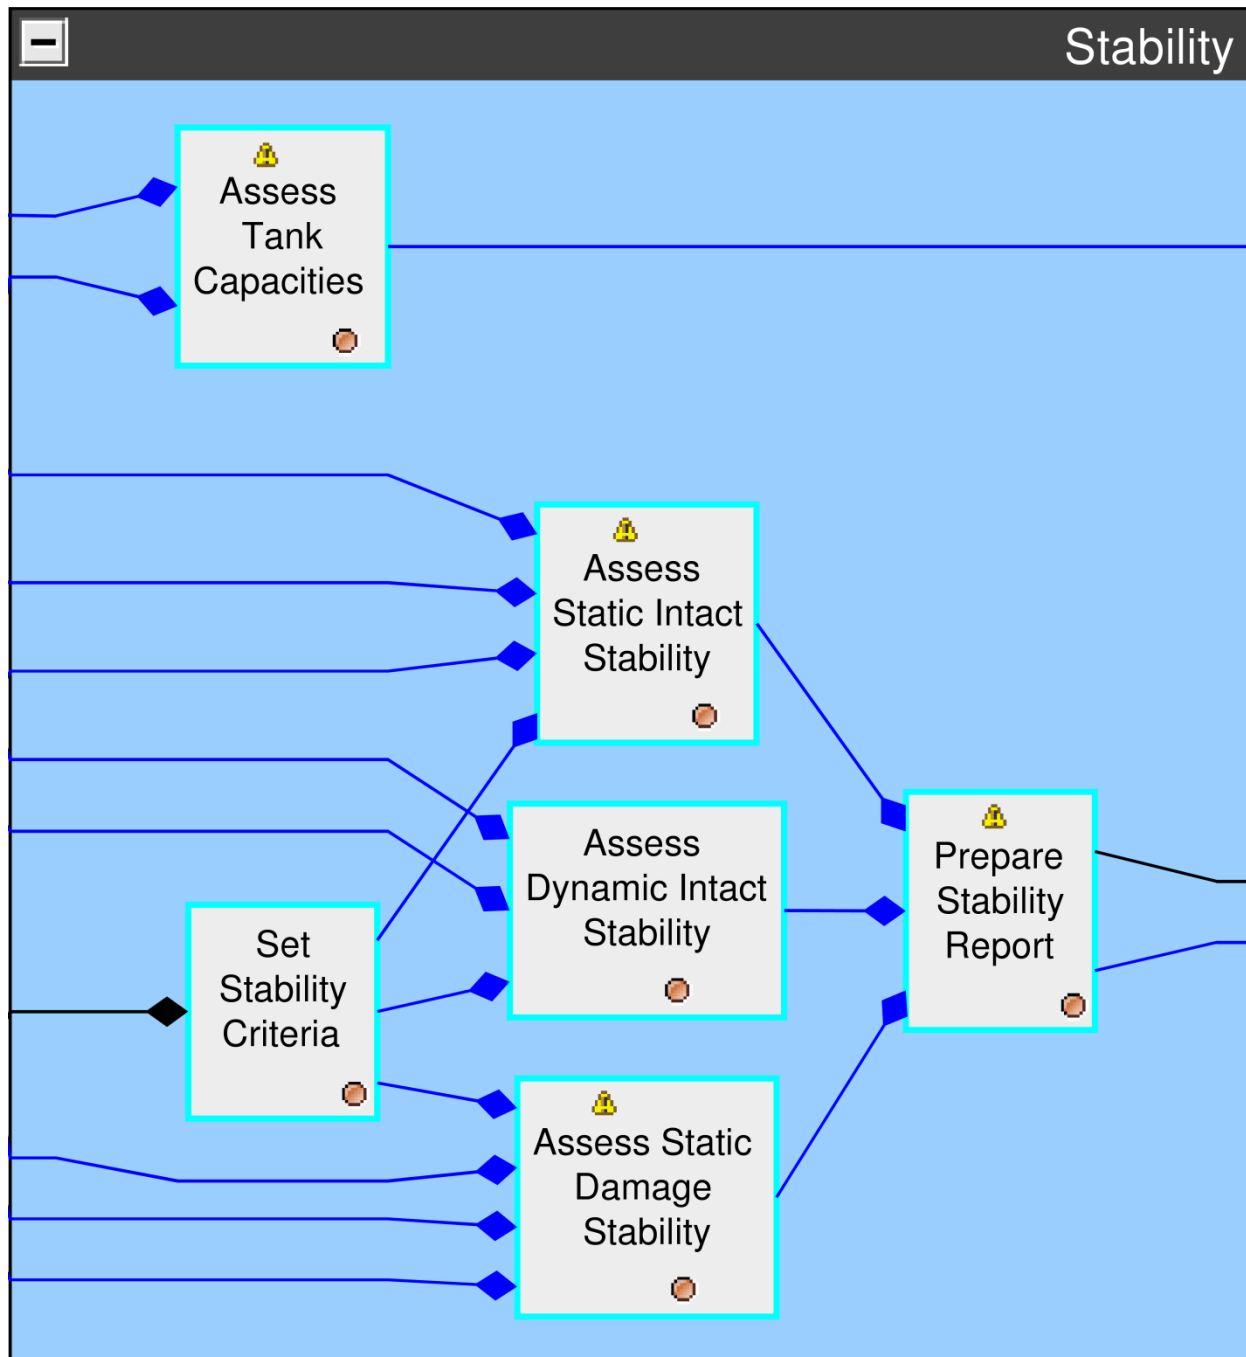 Stability
Assess
Tank
Capacities
Assess
Static Intact
Stability
Assess
Dynamic Intact
Stability
Prepare
Stability
Report
Set
Stability
Criteria
Assess Static
Damage
Stability